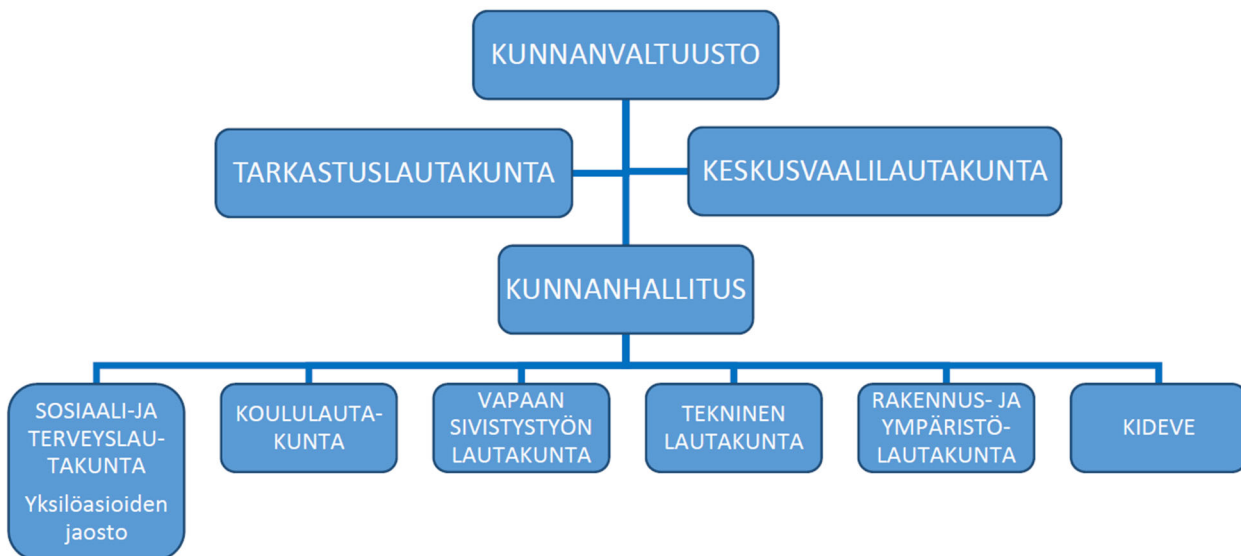 KUNNANVALTUUSTO
TARKASTUSLAUTAKUNTA
KESKUSVAALILAUTAKUNTA
KUNNANHALLITUS
SOSIAALI-JA
TERVEYSLAU-
TAKUNTA
Yksilöasioiden
jaosto
KOULULAUTA-
KUNTA
VAPAAN
SIVISTYSTYÖN
LAUTAKUNTA
TEKNINEN
LAUTAKUNTA
RAKENNUS- JA
YMPÄRISTÖ-
LAUTAKUNTA
KIDEVE